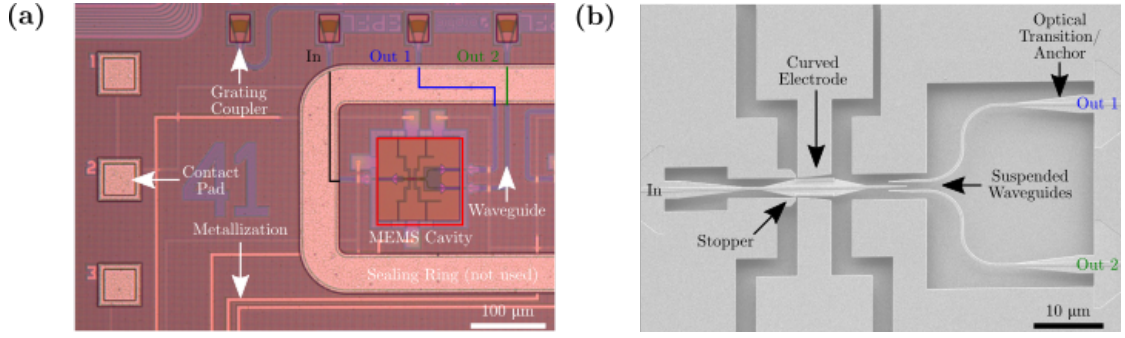 (a)
In
Out 1
Out 2
1
Grating
Coupler
2
41
Contact
Pad
Waveguide
Metallization
MEMS Cavity
3
Sealing Ring (not used)
100 µm
(b)
Optical
Transition/
Anchor
Curved
Electrode
Out 1
In
Suspended
Waveguides
Stopper
Out 2
10 µm